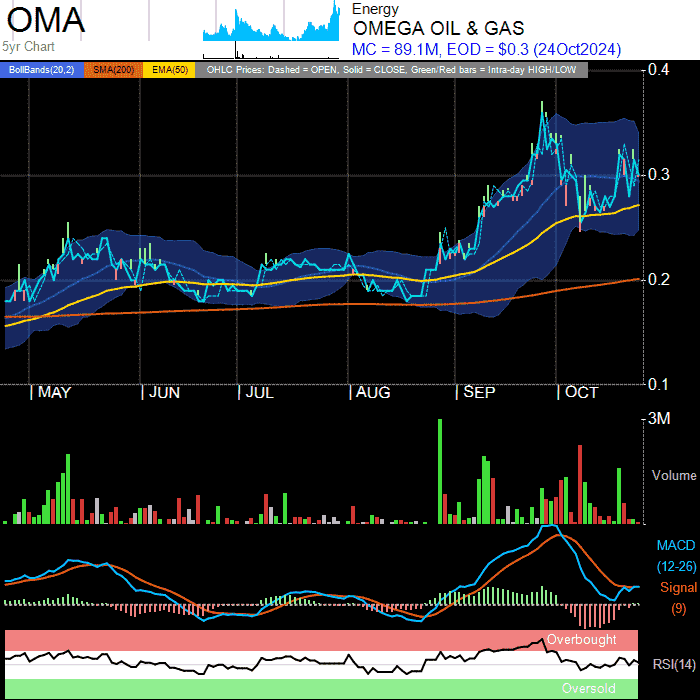 OMA
5yr Chart
Energy
OMEGA OIL & GAS
MC = 89.1M, EOD = $0.3 (24Oct2024)
BollBands(20,2) SMA(200) EMA(50) OHLC Prices: Dashed = OPEN, Solid = CLOSE, Green/Red bars = Intra-day HIGH/LOW
0.4
0.3
0.2
0.1
MAY JUN JUL AUG SEP OCT
3M
Volume
MACD
(12-26)
Signal
(9)
Overbought
RSI(14)
Oversold